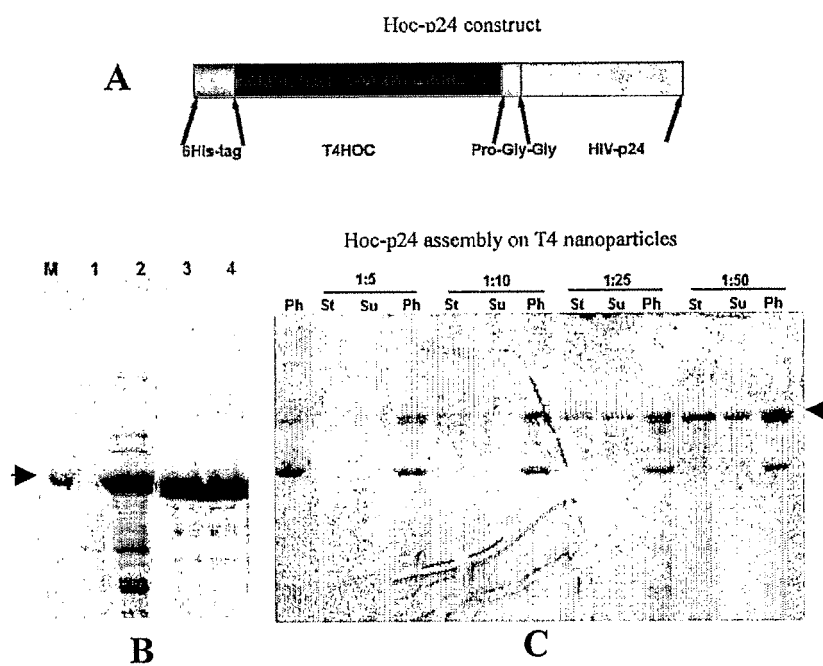 Hoc-p24 construct
A
6His-tag T4HOC Pro-Gly-Gly HIV-p24
Hoc-p24 assembly on T4 nanoparticles
M 1 2 3 4
1:5 1:10 1:25 1:50
Ph St Su Ph St Su Ph St Su Ph St Su Ph
B
C